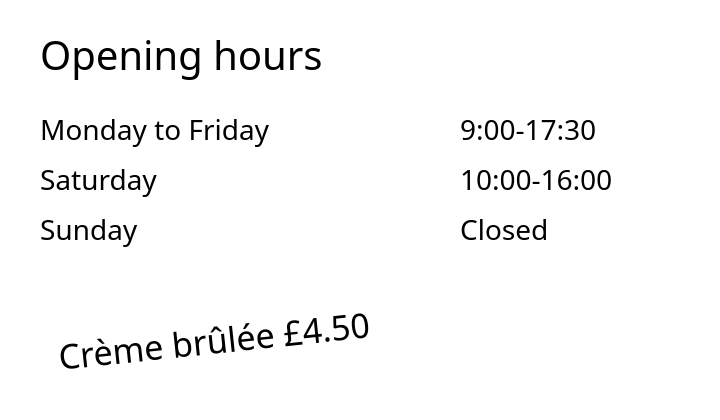 Opening hours
Monday to Friday 9:00-17:30
Saturday 10:00-16:00
Sunday Closed
Crème brûlée £4.50